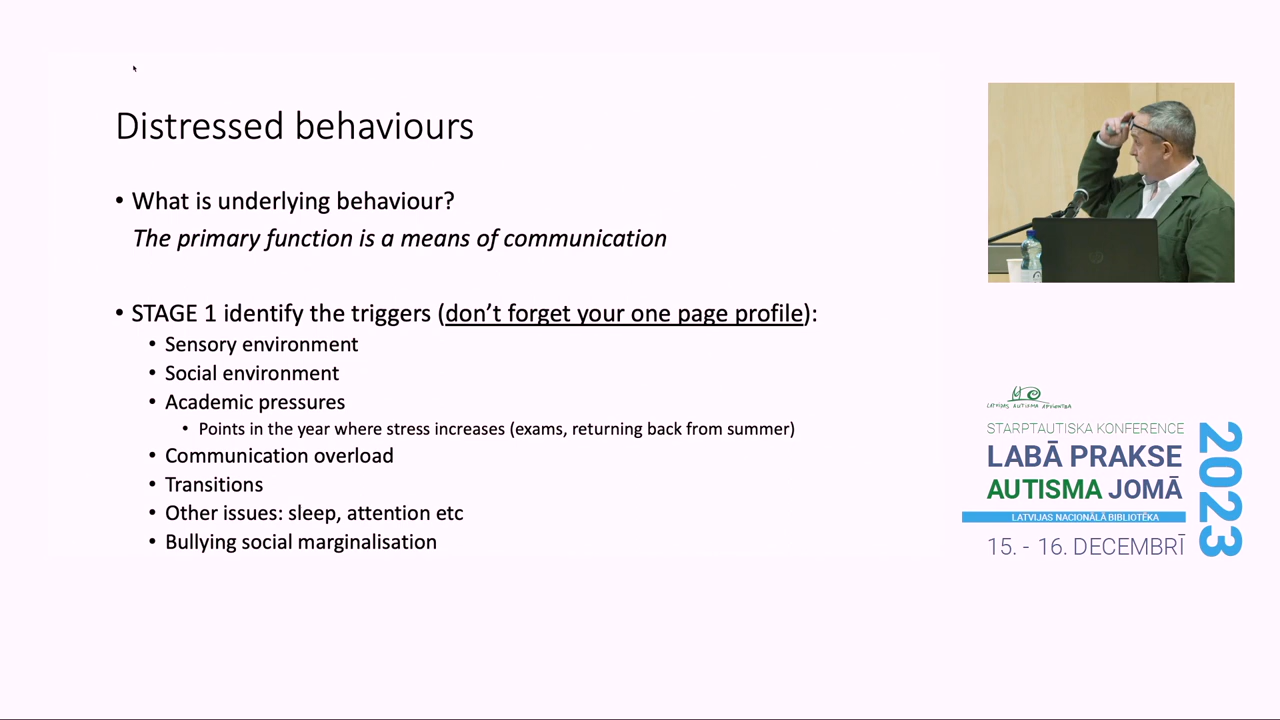 Distressed behaviours
• What is underlying behaviour?
The primary function is a means of communication
• STAGE 1 identify the triggers (don't forget your one page profile):
• Sensory environment
• Social environment
• Academic pressures
• Points in the year where stress increases (exams, returning back from summer)
• Communication overload
• Transitions
• Other issues: sleep, attention etc
• Bullying social marginalisation
LATVIJAS AUTISMA APVIENĪBA
STARPTAUTISKA KONFERENCE
LABĀ PRAKSE
AUTISMA JOMĀ
LATVIJAS NACIONĀLĀ BIBLIOTĒKA
15. - 16. DECEMBRĪ
2023